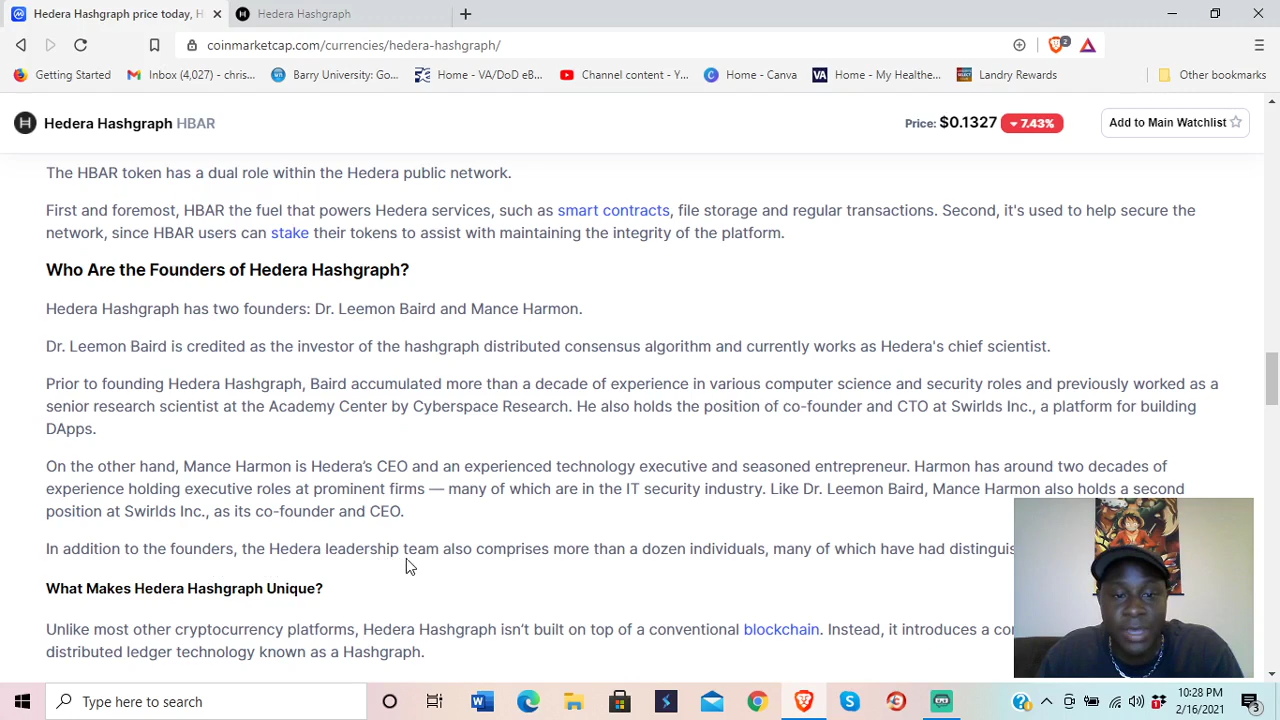 Hedera Hashgraph price today, H
Hedera Hashgraph
coinmarketcap.com/currencies/hedera-hashgraph/
2
Getting Started
Inbox (4,027) - chris...
Barry University: Go...
Home - VA/DoD eB...
Channel content - Y...
Home - Canva
VA
Home - My Healthe...
Landry Rewards
Other bookmarks
Hedera Hashgraph HBAR
Price: $0.1327 7.43%
Add to Main Watchlist
The HBAR token has a dual role within the Hedera public network.
First and foremost, HBAR the fuel that powers Hedera services, such as smart contracts, file storage and regular transactions. Second, it's used to help secure the
network, since HBAR users can stake their tokens to assist with maintaining the integrity of the platform.
Who Are the Founders of Hedera Hashgraph?
Hedera Hashgraph has two founders: Dr. Leemon Baird and Mance Harmon.
Dr. Leemon Baird is credited as the investor of the hashgraph distributed consensus algorithm and currently works as Hedera's chief scientist.
Prior to founding Hedera Hashgraph, Baird accumulated more than a decade of experience in various computer science and security roles and previously worked as a
senior research scientist at the Academy Center by Cyberspace Research. He also holds the position of co-founder and CTO at Swirlds Inc., a platform for building
DApps.
On the other hand, Mance Harmon is Hedera's CEO and an experienced technology executive and seasoned entrepreneur. Harmon has around two decades of
experience holding executive roles at prominent firms — many of which are in the IT security industry. Like Dr. Leemon Baird, Mance Harmon also holds a second
position at Swirlds Inc., as its co-founder and CEO.
In addition to the founders, the Hedera leadership team also comprises more than a dozen individuals, many of which have had distinguis
What Makes Hedera Hashgraph Unique?
Unlike most other cryptocurrency platforms, Hedera Hashgraph isn't built on top of a conventional blockchain. Instead, it introduces a co
distributed ledger technology known as a Hashgraph.
Type here to search
10:28 PM
2/16/2021
3